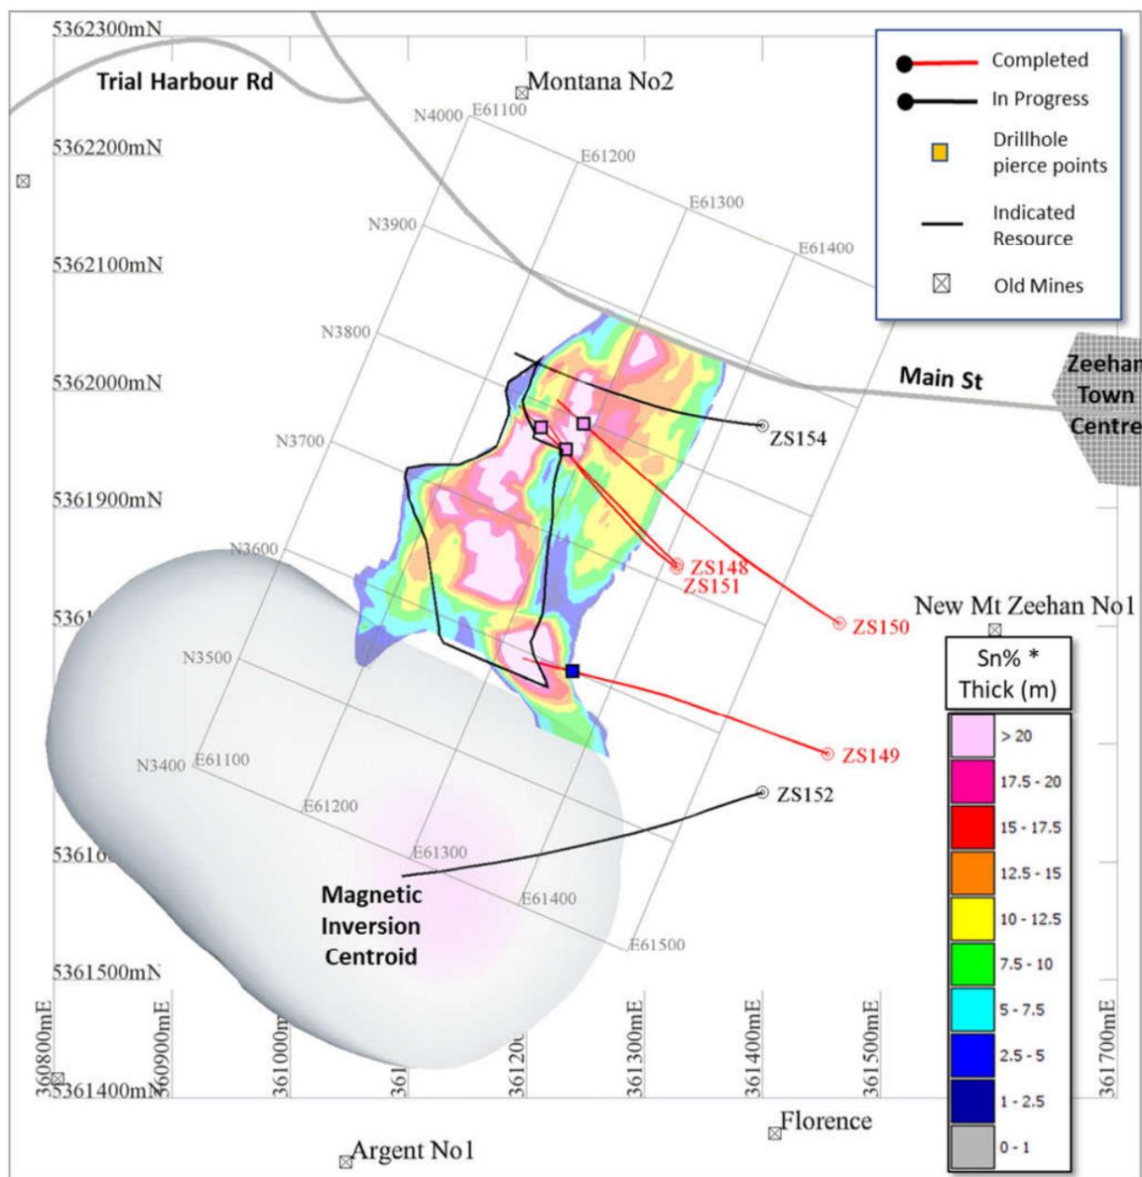 5362300mN
Trial Harbour Rd
Montana No2
N4000
E61100
Completed
In Progress
Drillhole
pierce points
Indicated
Resource
Old Mines
5362200mN
E61200
N3900
E61300
E61400
5362100mN
N3800
5362000mN
Main St
Zeehan
Town
Centre
N3700
ZS154
5361900mN
N3600
ZS148
ZS151
New Mt Zeehan No1
ZS150
N3500
Sn% *
Thick (m)
> 20
17.5 - 20
15 - 17.5
12.5 - 15
10 - 12.5
7.5 - 10
5 - 7.5
2.5 - 5
1 - 2.5
0 - 1
N3400
E61100
ZS149
ZS152
E61200
E61300
Magnetic
Inversion
Centroid
E61400
E61500
5361500mN
360800mE
360900mE
361300mE
361400mE
361500mE
361700mE
5361400mN
Argent No1
Florence